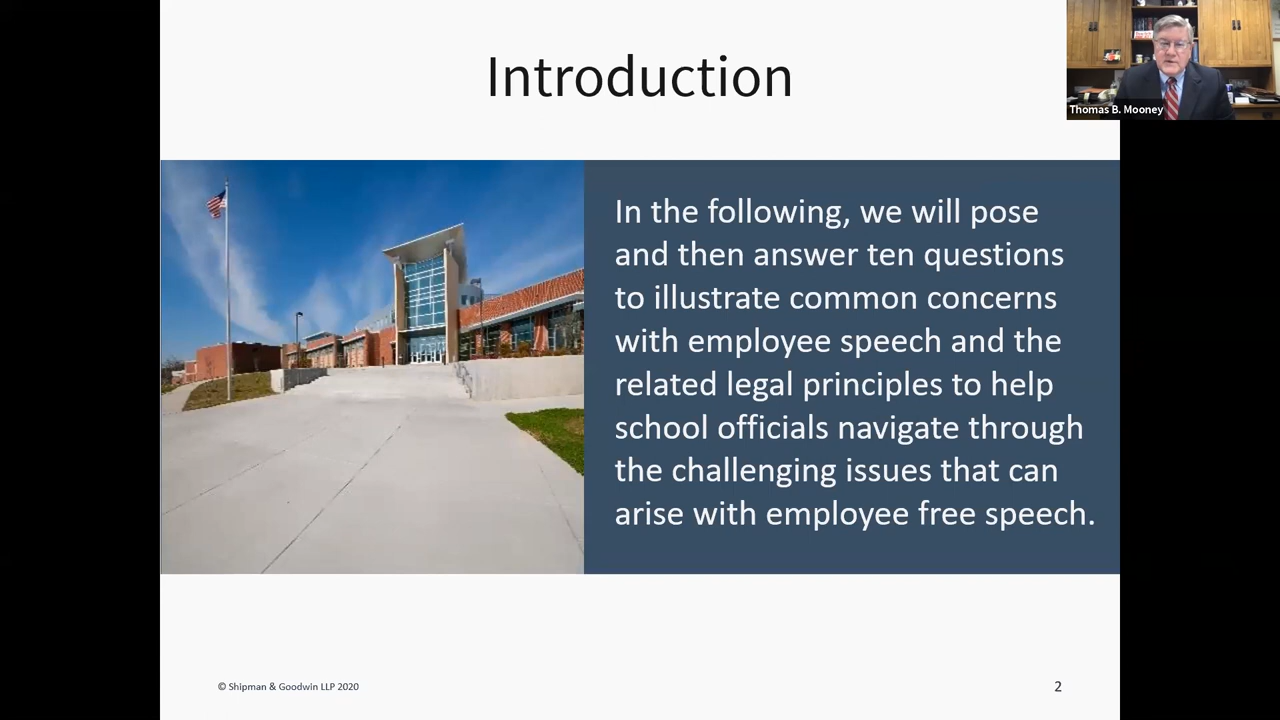 Introduction
Thomas B. Mooney
In the following, we will pose
and then answer ten questions
to illustrate common concerns
with employee speech and the
related legal principles to help
school officials navigate through
the challenging issues that can
arise with employee free speech.
© Shipman & Goodwin LLP 2020
2